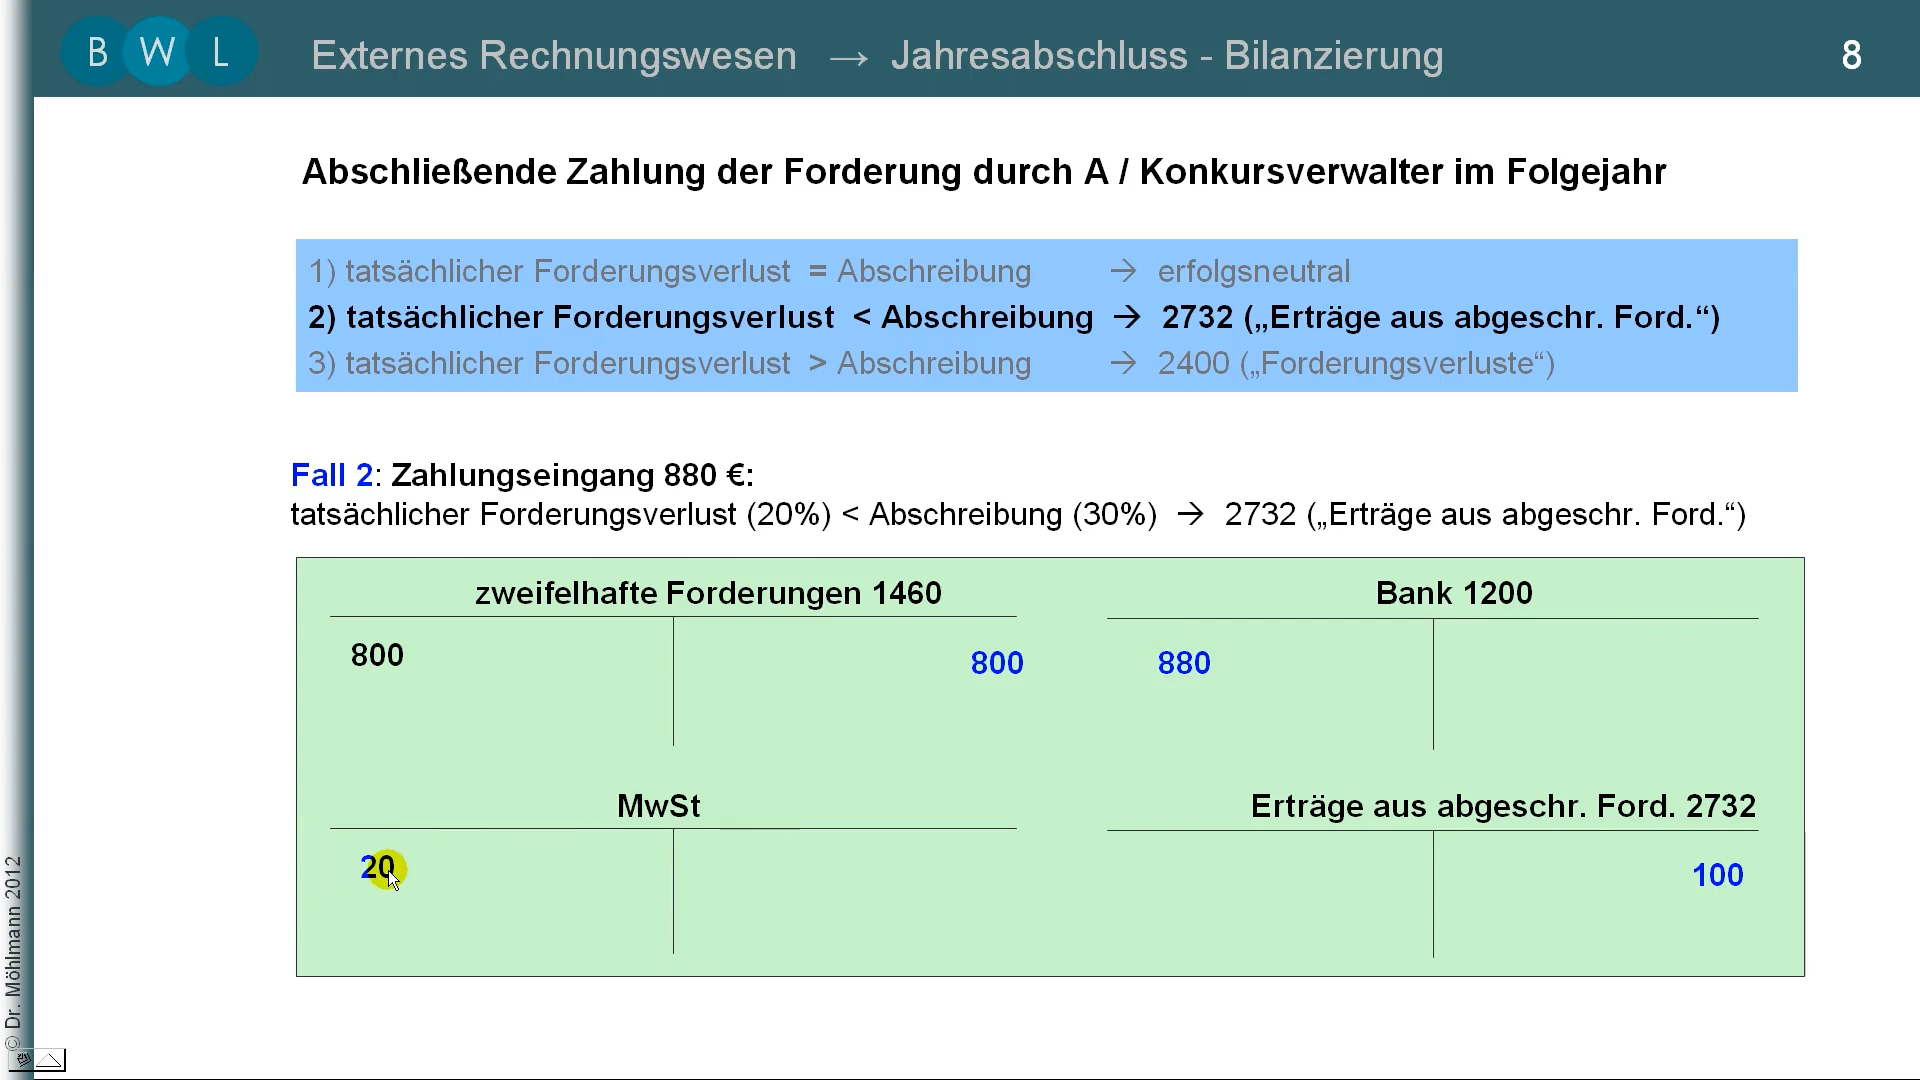 B W L
Externes Rechnungswesen → Jahresabschluss - Bilanzierung
8
Abschließende Zahlung der Forderung durch A / Konkursverwalter im Folgejahr
1) tatsächlicher Forderungsverlust = Abschreibung → erfolgsneutral
2) tatsächlicher Forderungsverlust < Abschreibung → 2732 („Erträge aus abgeschr. Ford.“)
3) tatsächlicher Forderungsverlust > Abschreibung → 2400 („Forderungsverluste“)
Fall 2: Zahlungseingang 880 €:
tatsächlicher Forderungsverlust (20%) < Abschreibung (30%) → 2732 („Erträge aus abgeschr. Ford.“)
zweifelhafte Forderungen 1460
800
800
Bank 1200
880
MwSt
20
Erträge aus abgeschr. Ford. 2732
100
© Dr. Möhlmann 2012